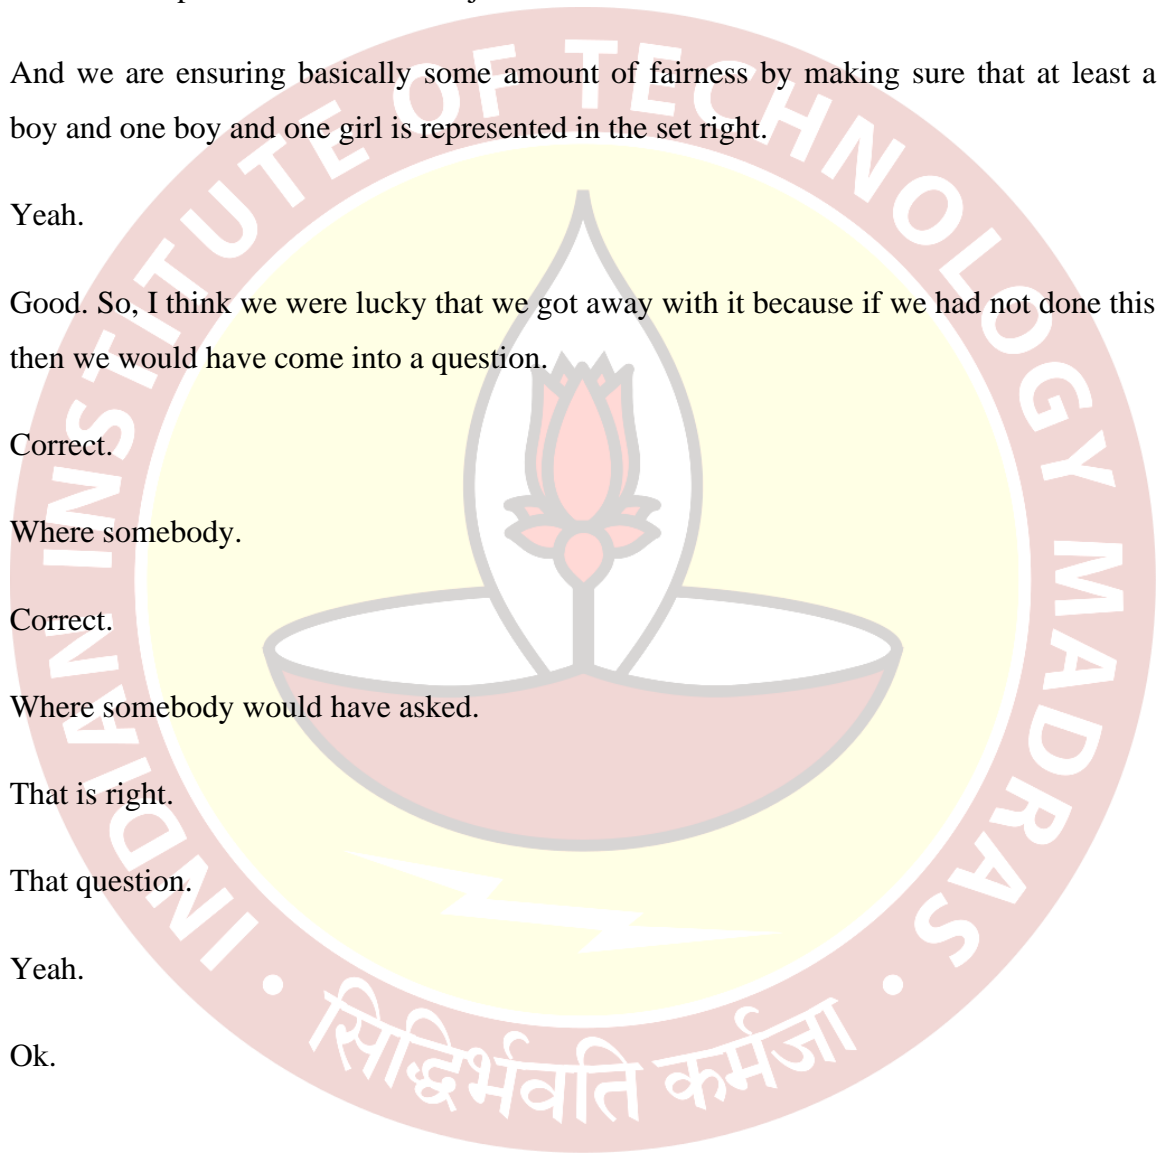 And we are ensuring basically some amount of fairness by making sure that at least a
boy and one boy and one girl is represented in the set right.
Yeah.
Good. So, I think we were lucky that we got away with it because if we had not done this
then we would have come into a question.
Correct.
Where somebody.
Correct.
Where somebody would have asked.
That is right.
That question.
Yeah.
Ok.
INDIAN INSTITUTE OF TECHNOLOGY MADRAS
सिद्धिर्भवति कर्मजा